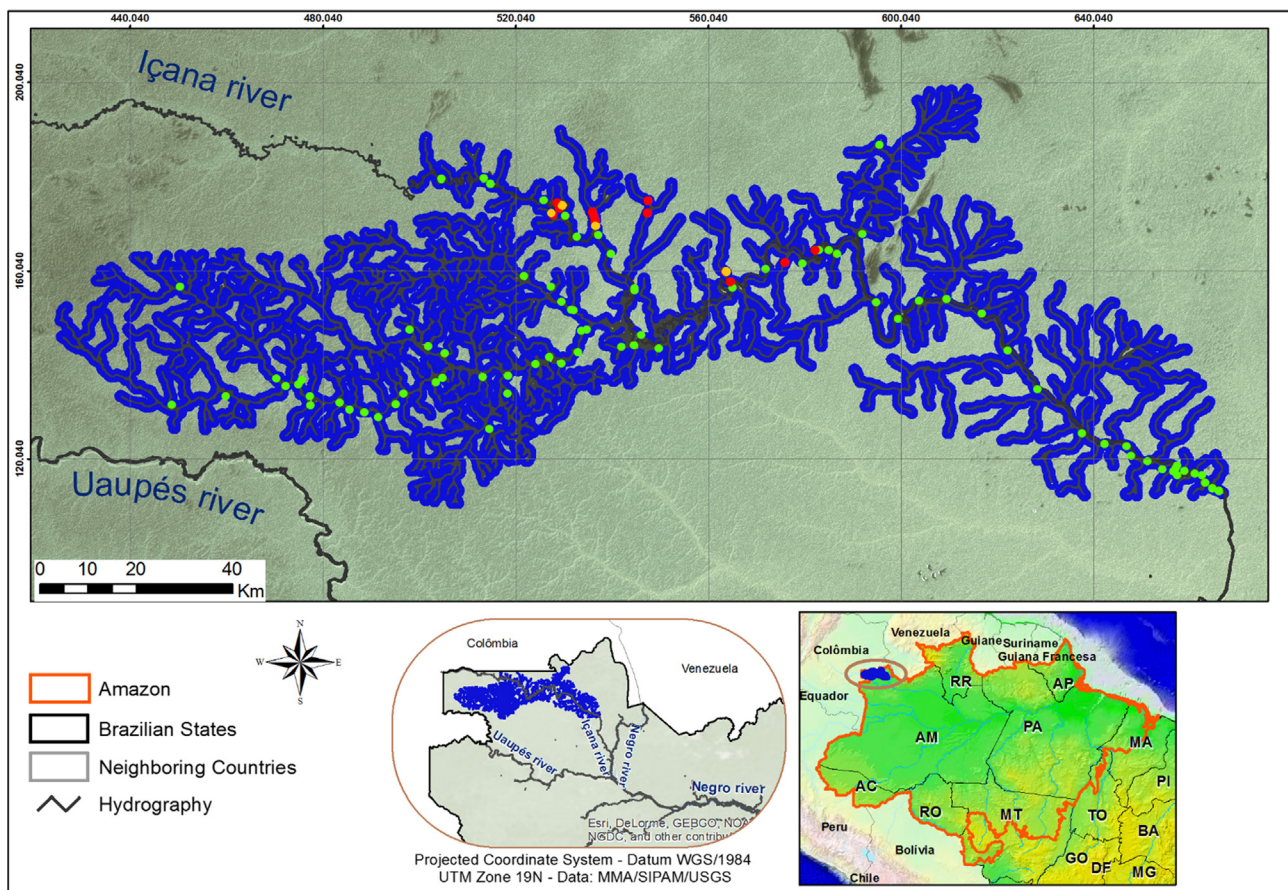 440.040 480.040 520.040 560.040 600.040 640.040
200.040
160.040
120.040
Içana river
Uaupés river
0 10 20 40
Km
N
W E
S
Amazon
Brazilian States
Neighboring Countries
Hydrography
Colômbia
Venezuela
Uaupés river
Içana river
Negro river
Negro river
Esri, DeLorme, GEBCO, NOA
NGDC, and other contribu
Projected Coordinate System - Datum WGS/1984
UTM Zone 19N - Data: MMA/SIPAM/USGS
Venezuela
Guiane
Suriname
Guiana Francesa
Colômbia
Equador
RR
AP
AM
PA
MA
PI
AC
RO
MT
TO
BA
Peru
Bolivia
GO
DF
MG
Chile